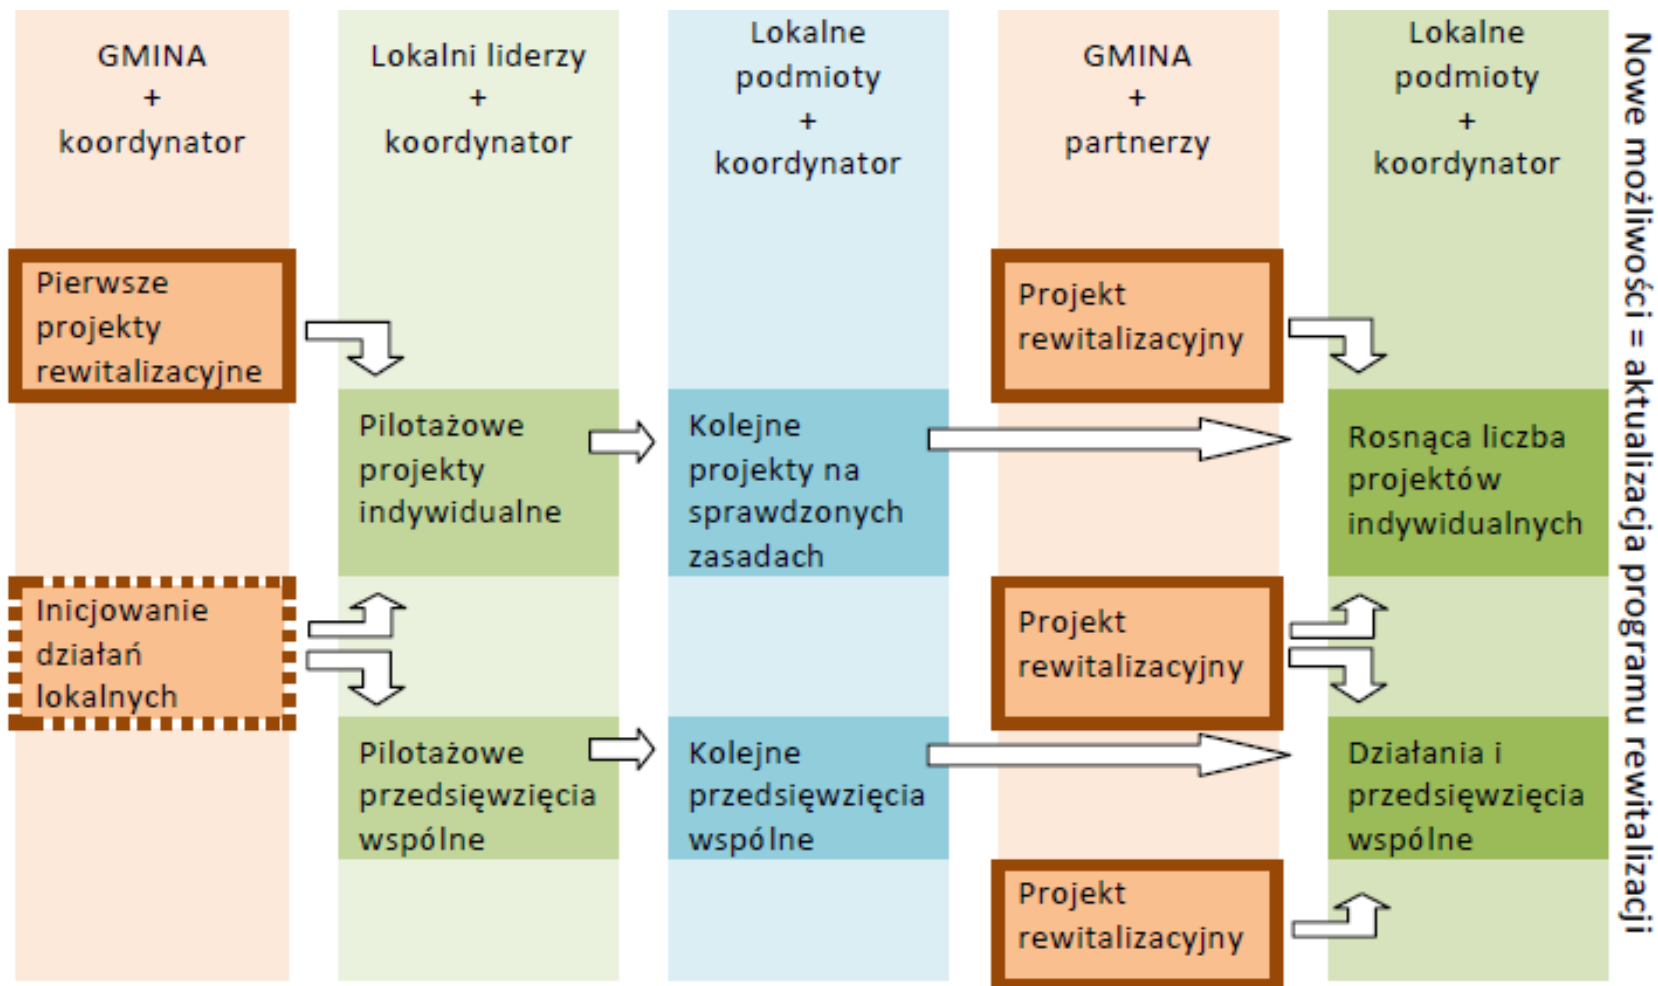 GMINA
+
koordynator
Pierwsze
projekty
rewitalizacyjne
Inicjowanie
działań
lokalnych
Lokalni liderzy
+
koordynator
Pilotażowe
projekty
indywidualne
Pilotażowe
przedsięwzięcia
wspólne
Lokalne
podmioty
+
koordynator
Kolejne
projekty na
sprawdzonych
zasadach
Kolejne
przedsięwzięcia
wspólne
GMINA
+
partnerzy
Projekt
rewitalizacyjny
Projekt
rewitalizacyjny
Projekt
rewitalizacyjny
Lokalne
podmioty
+
koordynator
Rosnąca liczba
projektów
indywidualnych
Działania i
przedsięwzięcia
wspólne
Nowe możliwości = aktualizacja programu rewitalizacji